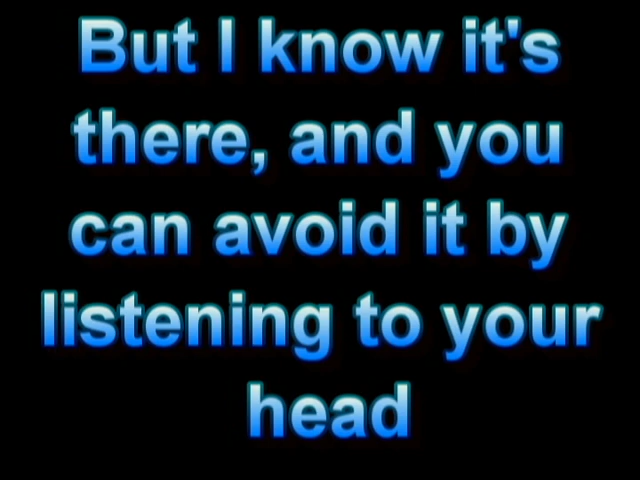 But I know it's
there, and you
can avoid it by
listening to your
head